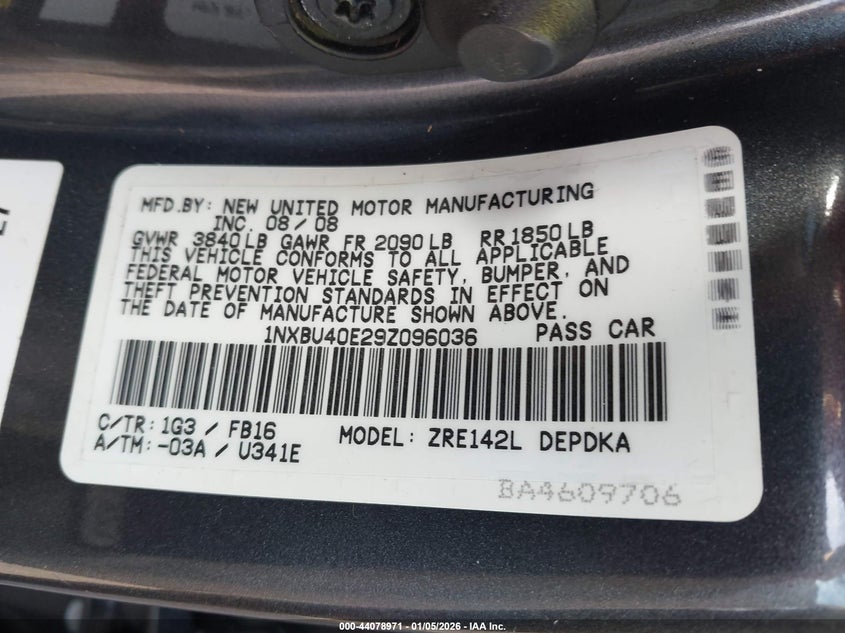 MFD.BY: NEW UNITED MOTOR MANUFACTURING
INC. 08/08
GVWR 3840LB GAWR FR 2090LB RR 1850LB
THIS VEHICLE CONFORMS TO ALL APPLICABLE
FEDERAL MOTOR VEHICLE SAFETY, BUMPER, AND
THEFT PREVENTION STANDARDS IN EFFECT ON
THE DATE OF MANUFACTURE SHOWN ABOVE.
1NXBU40E29Z096036 PASS CAR
C/TR: 1G3 / FB16
A/TM: -03A / U341E
MODEL: ZRE142L DEPDKA
BA4609706
000-44078971 - 01/05/2026 - IAA Inc.